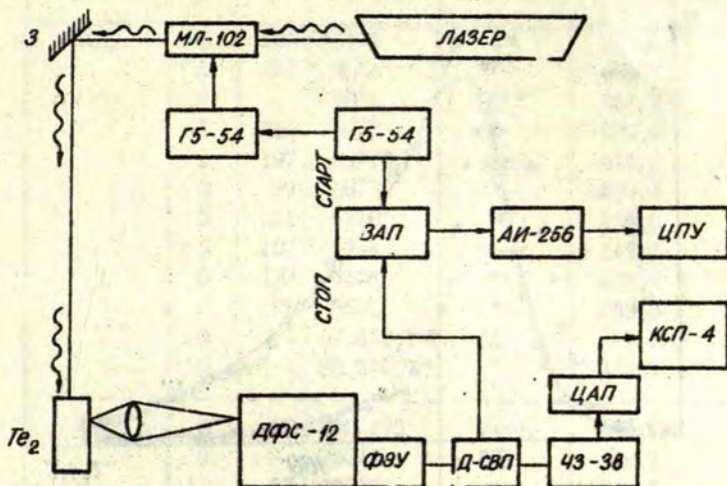 З
МЛ-102
ЛАЗЕР
Г5-54
Г5-54
СТАРТ
ЗАП
АИ-256
ЦПУ
СТОП
КСП-4
ЦАП
Te2
ДФС-12
ФЭУ
Д-СВП
ЧЗ-38